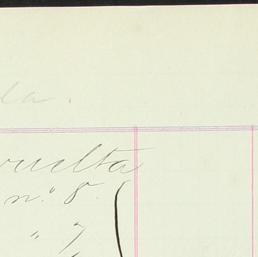 la.
vuelta
n.º 8. (
" 7